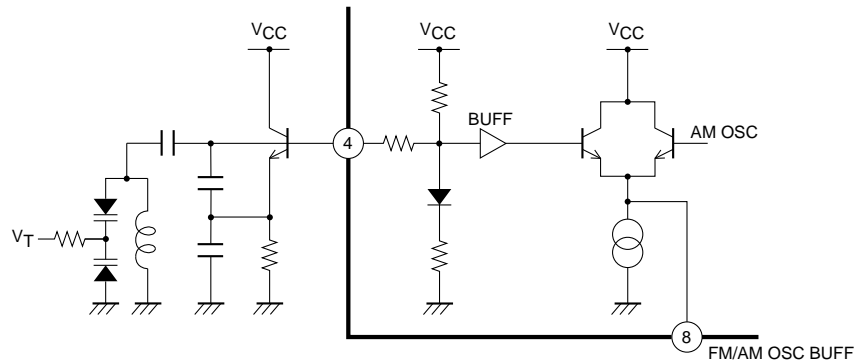 VCC
VCC
VCC
BUFF
4
AM OSC
VT
8
FM/AM OSC BUFF